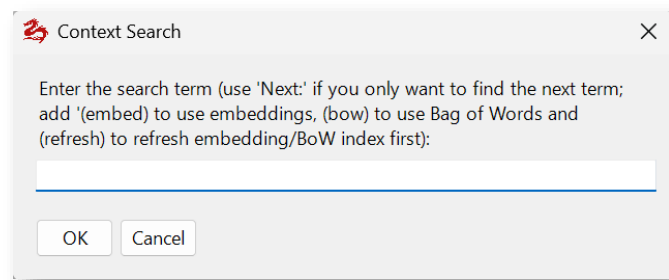 Context Search
Enter the search term (use 'Next:' if you only want to find the next term;
add '(embed) to use embeddings, (bow) to use Bag of Words and
(refresh) to refresh embedding/BoW index first):
OK
Cancel